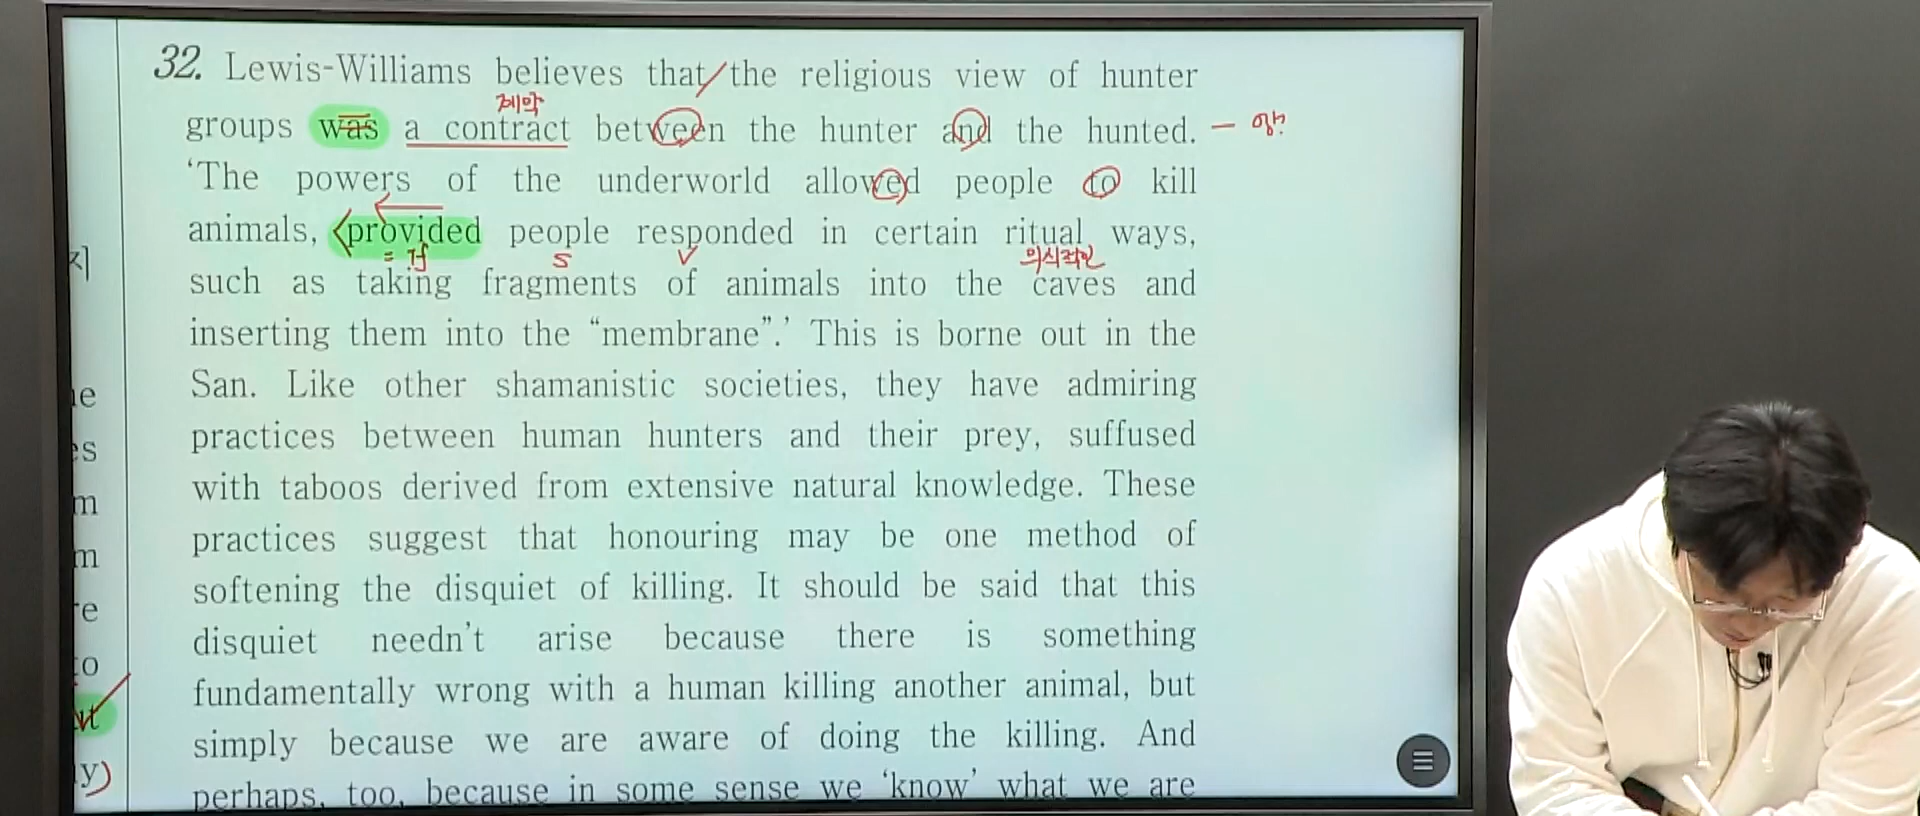 32. Lewis-Williams believes that the religious view of hunter
계약
groups was a contract between the hunter and the hunted.
'The powers of the underworld allowed people to kill
animals, provided people responded in certain ritual ways,
= if S V 의식적인
such as taking fragments of animals into the caves and
inserting them into the “membrane”.' This is borne out in the
San. Like other shamanistic societies, they have admiring
practices between human hunters and their prey, suffused
with taboos derived from extensive natural knowledge. These
practices suggest that honouring may be one method of
softening the disquiet of killing. It should be said that this
disquiet needn't arise because there is something
fundamentally wrong with a human killing another animal, but
simply because we are aware of doing the killing. And
perhaps, too, because in some sense we 'know' what we are